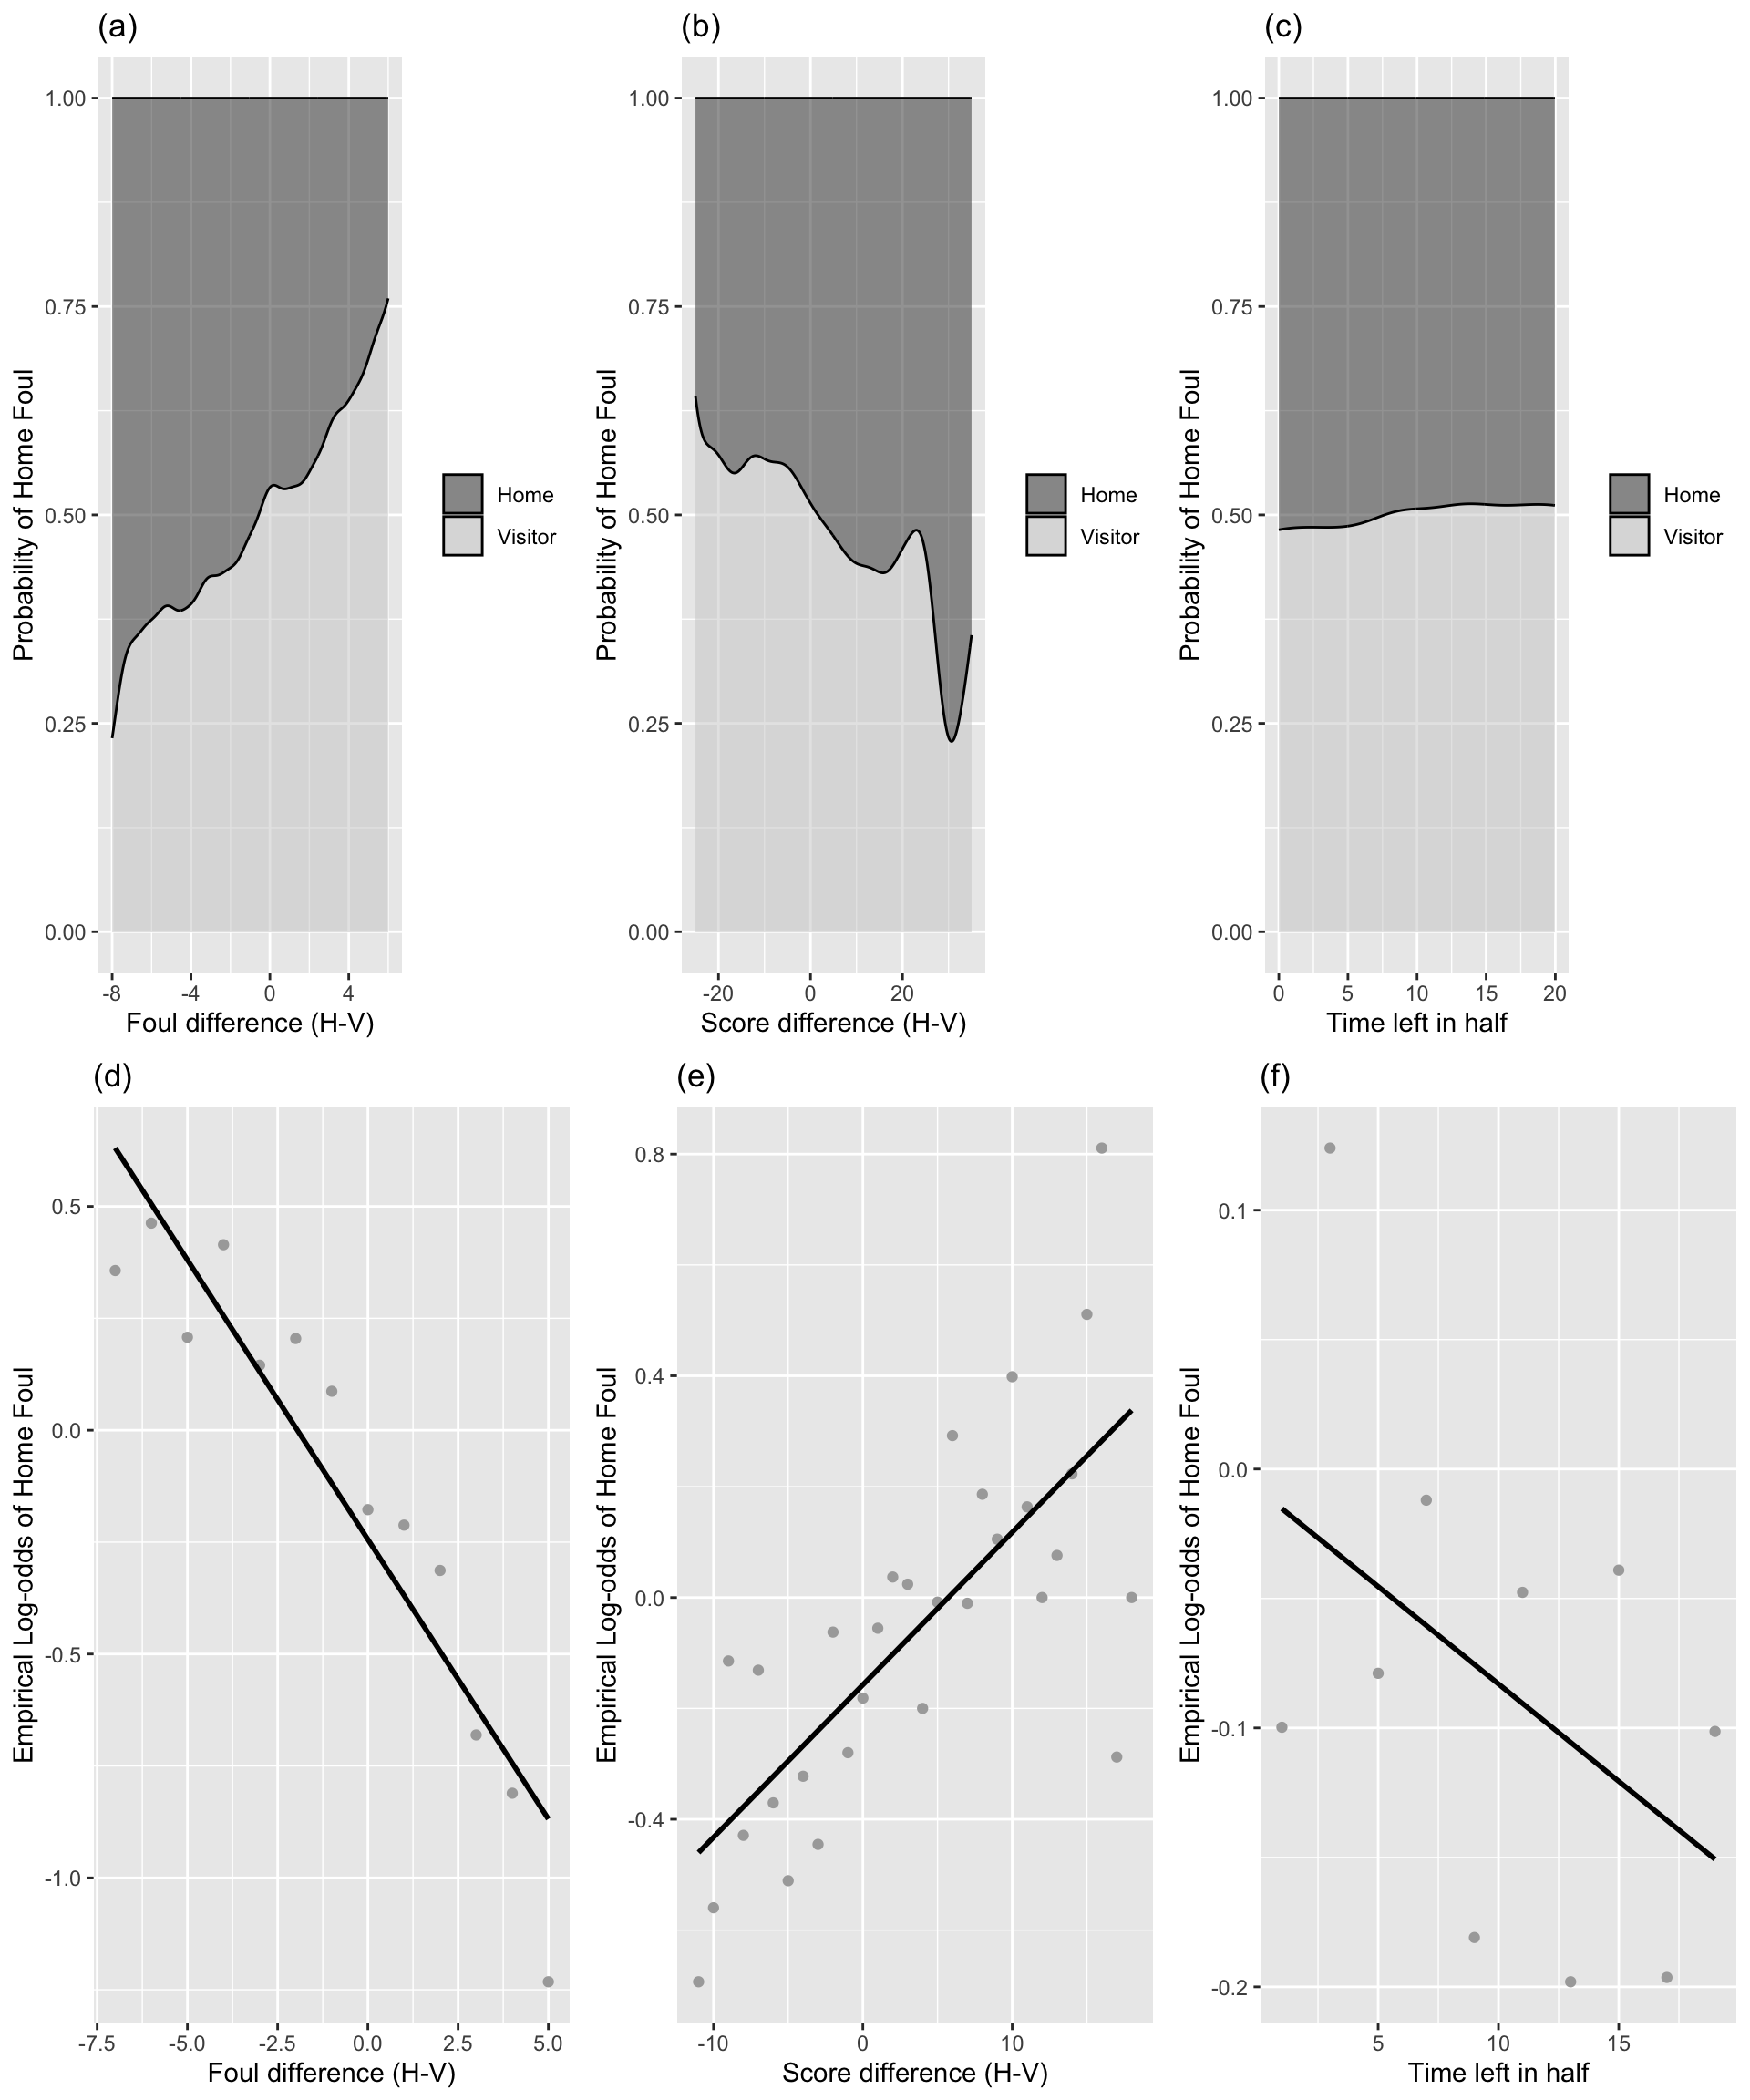 (a)
1.00
0.75
0.50
0.25
0.00
Probability of Home Foul
-8 -4 0 4
Foul difference (H-V)
Home
Visitor
(b)
1.00
0.75
0.50
0.25
0.00
Probability of Home Foul
-20 0 20
Score difference (H-V)
Home
Visitor
(c)
1.00
0.75
0.50
0.25
0.00
Probability of Home Foul
0 5 10 15 20
Time left in half
Home
Visitor
(d)
0.5
0.0
-0.5
-1.0
Empirical Log-odds of Home Foul
-7.5 -5.0 -2.5 0.0 2.5 5.0
Foul difference (H-V)
(e)
0.8
0.4
0.0
-0.4
Empirical Log-odds of Home Foul
-10 0 10
Score difference (H-V)
(f)
0.1
0.0
-0.1
-0.2
Empirical Log-odds of Home Foul
5 10 15
Time left in half